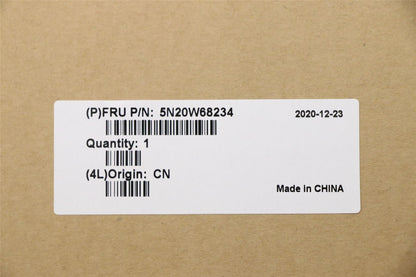 (P)FRU P/N: 5N20W68234
2020-12-23
Quantity: 1
(4L)Origin: CN
Made in CHINA